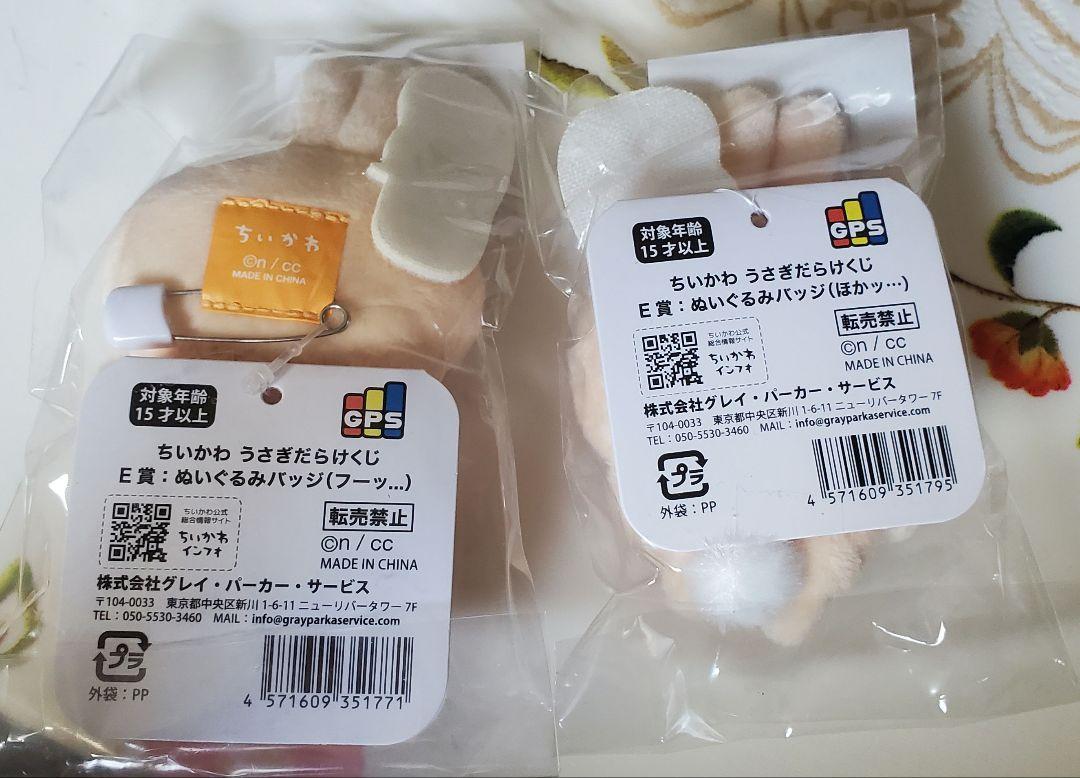 ちいかわ
©n / cc
MADE IN CHINA
対象年齢
15才以上
GPS
ちいかわ うさぎだらけくじ
E賞：ぬいぐるみバッジ(フーッ...)
ちいかわ公式
総合情報サイト
ちいかわ
インフォ
転売禁止
©n / cc
MADE IN CHINA
株式会社グレイ・パーカー・サービス
〒104-0033 東京都中央区新川1-6-11 ニューリバータワー 7F
TEL：050-5530-3460 MAIL：info@grayparkaservice.com
プラ
外袋：PP
4 571609 351771
対象年齢
15才以上
GPS
ちいかわ うさぎだらけくじ
E賞：ぬいぐるみバッジ(ほかッ…)
ちいかわ公式
総合情報サイト
ちいかわ
インフォ
転売禁止
©n / cc
MADE IN CHINA
株式会社グレイ・パーカー・サービス
〒104-0033 東京都中央区新川1-6-11 ニューリバータワー 7F
TEL：050-5530-3460 MAIL：info@grayparkaservice.com
プラ
外袋：PP
4 571609 351795